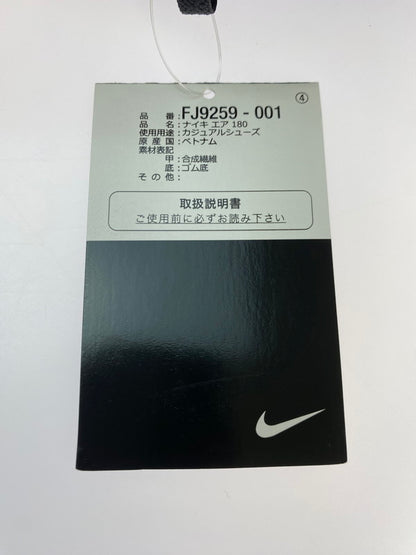 ④
品　番：FJ9259 - 001
品　名：ナイキ エア 180
使用用途：カジュアルシューズ
原 産 国：ベトナム
素材表記
甲：合成繊維
底：ゴム底
そ の 他：
取扱説明書
ご使用前に必ずお読み下さい